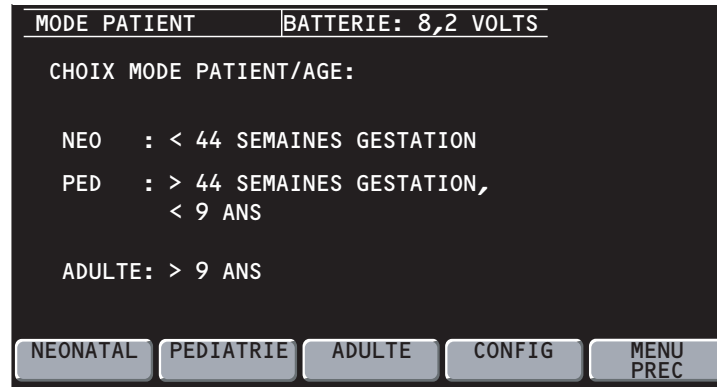 MODE PATIENT BATTERIE: 8,2 VOLTS
CHOIX MODE PATIENT/AGE:
NEO : < 44 SEMAINES GESTATION
PED : > 44 SEMAINES GESTATION,
< 9 ANS
ADULTE: > 9 ANS
NEONATAL PEDIATRIE ADULTE CONFIG MENU
PREC